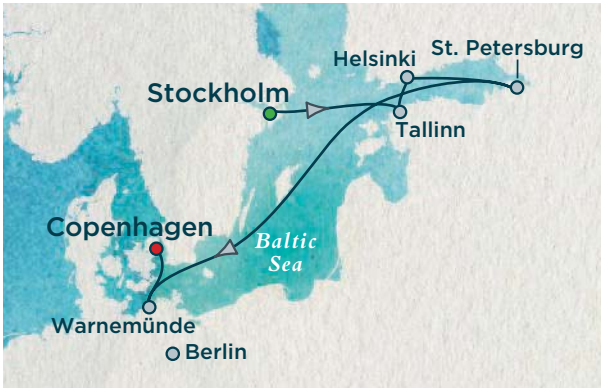 St. Petersburg
Helsinki
Stockholm
Tallinn
Copenhagen
Baltic
Sea
Warnemünde
Berlin